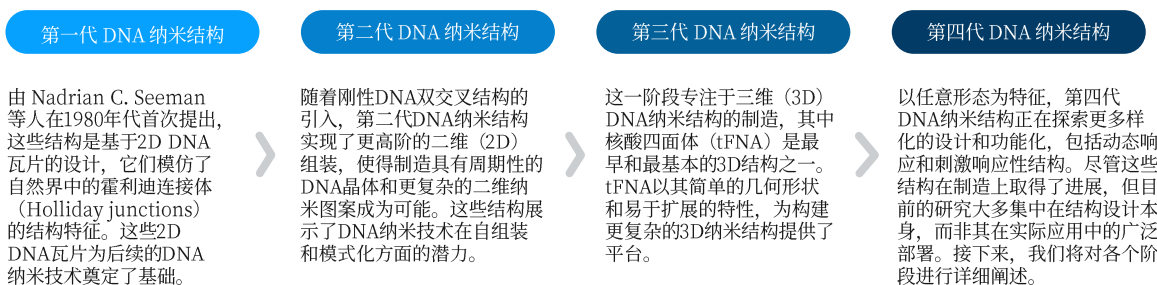 第一代 DNA 纳米结构
由 Nadrian C. Seeman
等人在1980年代首次提出，
这些结构是基于2D DNA
瓦片的设计，它们模仿了
自然界中的霍利迪连接体
（Holliday junctions）
的结构特征。这些2D
DNA瓦片为后续的DNA
纳米技术奠定了基础。
第二代 DNA 纳米结构
随着刚性DNA双交叉结构的
引入，第二代DNA纳米结构
实现了更高阶的二维（2D）
组装，使得制造具有周期性的
DNA晶体和更复杂的二维纳
米图案成为可能。这些结构展
示了DNA纳米技术在自组装
和模式化方面的潜力。
第三代 DNA 纳米结构
这一阶段专注于三维（3D）
DNA纳米结构的制造，其中
核酸四面体（tFNA）是最
早和最基本的3D结构之一。
tFNA以其简单的几何形状
和易于扩展的特性，为构建
更复杂的3D纳米结构提供了
平台。
第四代 DNA 纳米结构
以任意形态为特征，第四代
DNA纳米结构正在探索更多样
化的设计和功能化，包括动态响
应和刺激响应性结构。尽管这些
结构在制造上取得了进展，但目
前的研究大多集中在结构设计本
身，而非其在实际应用中的广泛
部署。接下来，我们将对各个阶
段进行详细阐述。